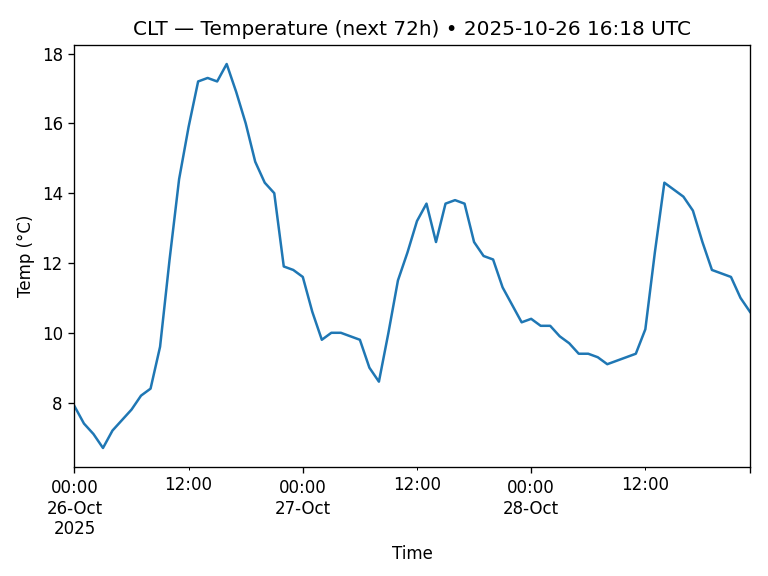 CLT — Temperature (next 72h) • 2025-10-26 16:18 UTC
Temp (°C)
18
16
14
12
10
8
00:00 12:00 00:00 12:00 00:00 12:00
26-Oct 27-Oct 28-Oct
2025
Time